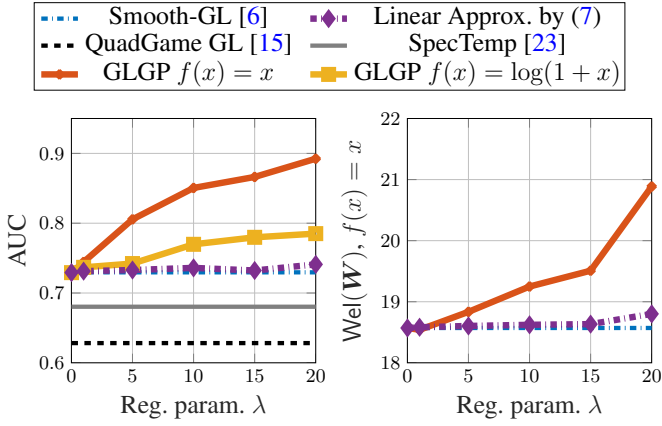 Smooth-GL [6] Linear Approx. by (7)
QuadGame GL [15] SpecTemp [23]
GLGP f(x) = x GLGP f(x) = log(1 + x)
AUC
0.9
0.8
0.7
0.6
0 5 10 15 20
Reg. param. λ
Wel(W), f(x) = x
22
21
20
19
18
0 5 10 15 20
Reg. param. λ